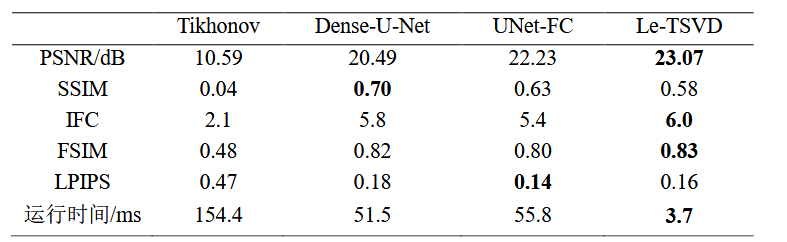 Tikhonov Dense-U-Net UNet-FC Le-TSVD
PSNR/dB 10.59 20.49 22.23 23.07
SSIM 0.04 0.70 0.63 0.58
IFC 2.1 5.8 5.4 6.0
FSIM 0.48 0.82 0.80 0.83
LPIPS 0.47 0.18 0.14 0.16
运行时间/ms 154.4 51.5 55.8 3.7